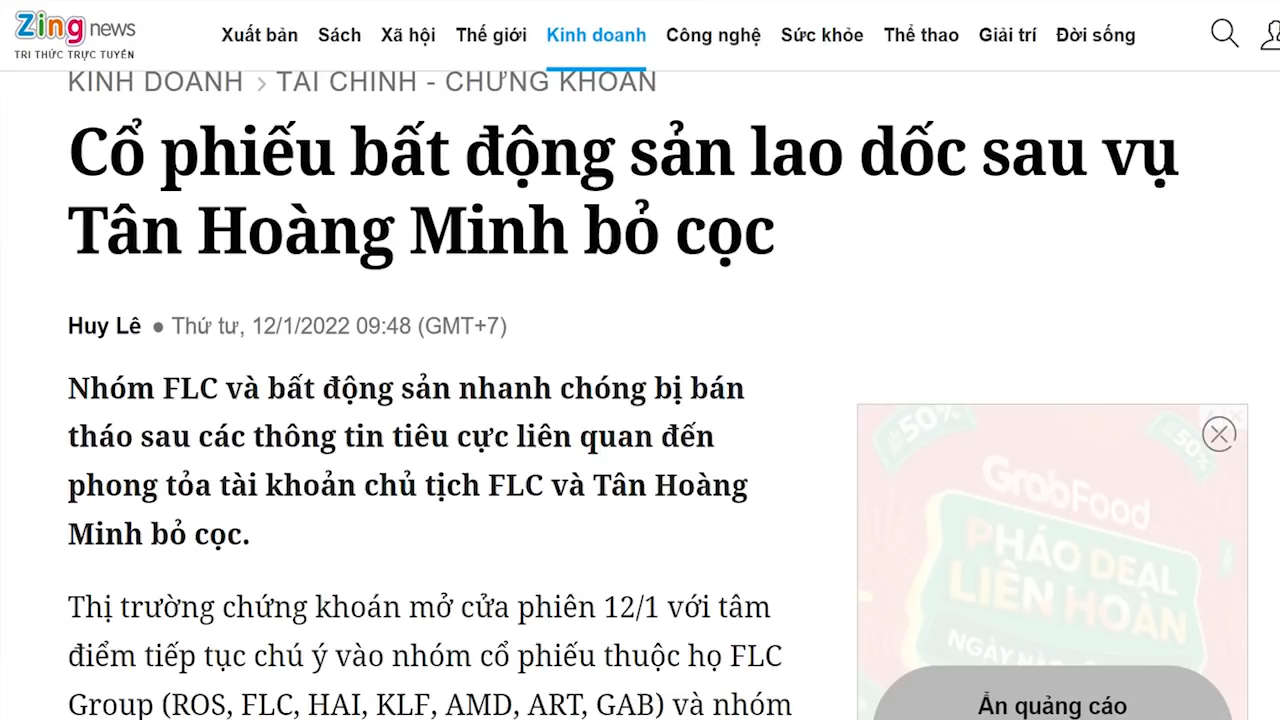 Zing news
TRI THỨC TRỰC TUYẾN
Xuất bản Sách Xã hội Thế giới Kinh doanh Công nghệ Sức khỏe Thể thao Giải trí Đời sống
KINH DOANH › TÀI CHÍNH - CHỨNG KHOÁN
Cổ phiếu bất động sản lao dốc sau vụ
Tân Hoàng Minh bỏ cọc
Huy Lê • Thứ tư, 12/1/2022 09:48 (GMT+7)
Nhóm FLC và bất động sản nhanh chóng bị bán
tháo sau các thông tin tiêu cực liên quan đến
phong tỏa tài khoản chủ tịch FLC và Tân Hoàng
Minh bỏ cọc.
Thị trường chứng khoán mở cửa phiên 12/1 với tâm
điểm tiếp tục chú ý vào nhóm cổ phiếu thuộc họ FLC
Group (ROS, FLC, HAI, KLF, AMD, ART, GAB) và nhóm
50%
50%
GrabFood
PHÁO DEAL
LIÊN HOÀN
NGÀY
Ẩn quảng cáo